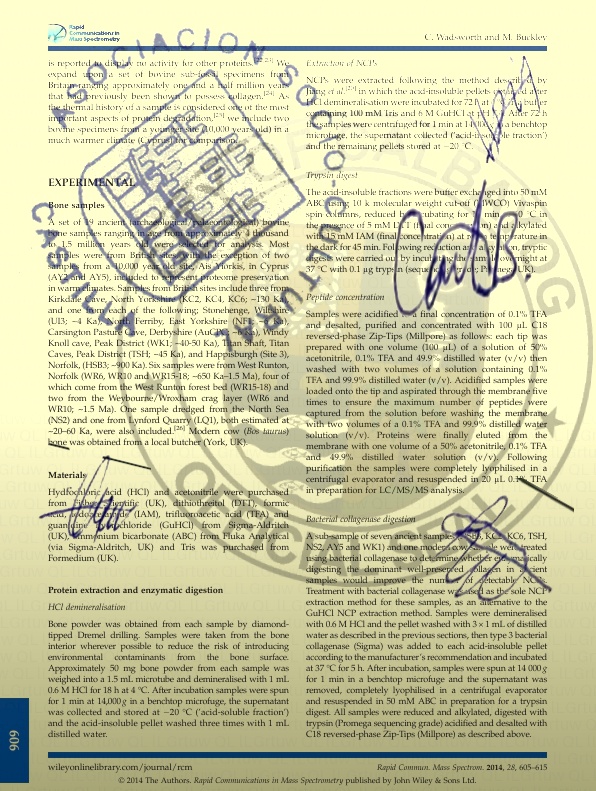 Rapid
Communications in
Mass Spectrometry
C. Wadsworth and M. Buckley
is reported to display no activity for other proteins. We
expand upon a set of bovine sub-fossil specimens from
Britain ranging approximately one and a half million years
that had previously been shown to possess collagen.[24] As
the thermal history of a sample is considered one of the most
important aspects of protein degradation,[25] we include two
bovine specimens from a younger site (10,000 years old) in a
much warmer climate (Cyprus) for comparison.
EXPERIMENTAL
Bone samples
A set of 19 ancient (archaeological/palaeontological) bovine
bone samples ranging in age from approximately 4 thousand
to 1.5 million years old were selected for analysis. Most
samples were from British sites with the exception of two
samples from a 10,000 year old site, Ais Yiorkis, in Cyprus
(AY2 and AY5), included to represent proteome preservation
in warm climates. Samples from British sites include three from
Kirkdale Cave, North Yorkshire (KC2, KC4, KC6; ~130 Ka),
and one from each of the following: Stonehenge, Wiltshire
(UI3; ~4 Ka), North Ferriby, East Yorkshire (NF1;
Carsington Pasture Cave, Derbyshire Windy
Knoll cave, Peak District (WK1; ~40-50 Ka), Titan Shaft, Titan
Caves, Peak District (TSH; ~45 Ka), and Happisburgh (Site 3),
Norfolk, (HSB3; ~900 Ka). Six samples were from West Runton,
Norfolk (WR6, WR10 and WR15-18; ~650 Ka–1.5 Ma), four of
which come from the West Runton forest bed (WR15-18) and
two from the Weybourne/Wroxham crag layer (WR6 and
WR10; ~1.5 Ma). One sample dredged from the North Sea
(NS2) and one from Lexford Quarry (LQ1), both estimated at
~20–60 Ka, were also included.[26] Modern cow (Bos taurus)
bone was obtained from a local butcher (York, UK).
Materials
Hydrochloric acid (HCl) and acetonitrile were purchased
from Fisher Scientific (UK), dithiothreitol (DTT), formic
acid, iodoacetamide (IAM), trifluoroacetic acid (TFA) and
guanidine hydrochloride (GuHCl) from Sigma-Aldritch
(UK), ammonium bicarbonate (ABC) from Fluka Analytical
(via Sigma-Aldritch, UK) and Tris was purchased from
Formedium (UK).
Protein extraction and enzymatic digestion
HCl demineralisation
Bone powder was obtained from each sample by diamond-
tipped Dremel drilling. Samples were taken from the bone
interior wherever possible to reduce the risk of introducing
environmental contaminants from the bone surface.
Approximately 50 mg bone powder from each sample was
weighed into a 1.5 mL microtube and demineralised with 1 mL
0.6 M HCl for 18 h at 4 °C. After incubation samples were spun
for 1 min at 14,000 g in a benchtop microfuge, the supernatant
was collected and stored at −20 °C ('acid-soluble fraction')
and the acid-insoluble pellet washed three times with 1 mL
distilled water.
Extraction of NCPs
NCPs were extracted following the method described by
Jiang et al.,[27] in which the acid-insoluble pellets obtained after
HCl demineralisation were incubated for 72 h at buffer
containing 100 mM Tris and 6 M GuHCl at pH After 72 h
the samples were centrifuged for 1 min at 14,000 g in a benchtop
microfuge, the supernatant collected ('acid-insoluble fraction')
and the remaining pellets stored at −20 °C.
Trypsin digest
The acid-insoluble fractions were buffer exchanged into 50 mM
ABC using 10 k molecular weight cut-off (MWCO) Vivaspin
spin columns, reduced by incubating for °C in
the presence of 5 mM DTT (final and alkylated
with 15 mM IAM (final concentration) at room temperature in
the dark for 45 min. Following reduction and tryptic
digests were carried out by incubating the samples overnight at
37 °C with 0.1 µg trypsin (sequencing grade; Promega, UK).
Peptide concentration
Samples were acidified to a final concentration of 0.1% TFA
and desalted, purified and concentrated with 100 µL C18
reversed-phase Zip-Tips (Millpore) as follows: each tip was
prepared with one volume (100 µL) of a solution of 50%
acetonitrile, 0.1% TFA and 49.9% distilled water (v/v) then
washed with two volumes of a solution containing 0.1%
TFA and 99.9% distilled water (v/v). Acidified samples were
loaded onto the tip and aspirated through the membrane five
times to ensure the maximum number of peptides were
captured from the solution before washing the membrane
with two volumes of a 0.1% TFA and 99.9% distilled water
solution (v/v). Proteins were finally eluted from the
membrane with one volume of a 50% acetonitrile, 0.1% TFA
and 49.9% distilled water solution (v/v). Following
purification the samples were completely lyophilised in a
centrifugal evaporator and resuspended in 20 µL 0.1% TFA
in preparation for LC/MS/MS analysis.
Bacterial collagenase digestion
A sub-sample of seven ancient samples (HSB3, KC2, KC6, TSH,
NS2, AY5 and WK1) and one modern cow sample were treated
using bacterial collagenase to determine whether enzymatically
digesting the dominant well-preserved collagen in ancient
samples would improve the number of detectable NCPs.
Treatment with bacterial collagenase was used as the sole NCP
extraction method for these samples, as an alternative to the
GuHCl NCP extraction method. Samples were demineralised
with 0.6 M HCl and the pellet washed with 3 × 1 mL of distilled
water as described in the previous sections, then type 3 bacterial
collagenase (Sigma) was added to each acid-insoluble pellet
according to the manufacturer's recommendation and incubated
at 37 °C for 5 h. After incubation, samples were spun at 14 000 g
for 1 min in a benchtop microfuge and the supernatant was
removed, completely lyophilised in a centrifugal evaporator
and resuspended in 50 mM ABC in preparation for a trypsin
digest. All samples were reduced and alkylated, digested with
trypsin (Promega sequencing grade) acidified and desalted with
C18 reversed-phase Zip-Tips (Millpore) as described above.
606
wileyonlinelibrary.com/journal/rcm
Rapid Commun. Mass Spectrom. 2014, 28, 605–615
© 2014 The Authors. Rapid Communications in Mass Spectrometry published by John Wiley & Sons Ltd.